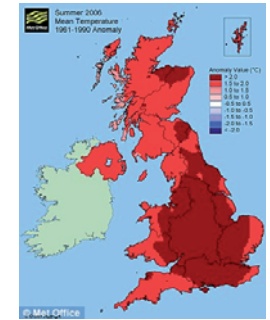 Summer 2006
Mean Temperature
1961-1990 Anomaly
Met Office
Anomaly Value (°C)
> 2.0
1.5 to 2.0
1.0 to 1.5
0.5 to 1.0
-0.5 to 0.5
-1.0 to -0.5
-1.5 to -1.0
-2.0 to -1.5
< -2.0
© Met Office